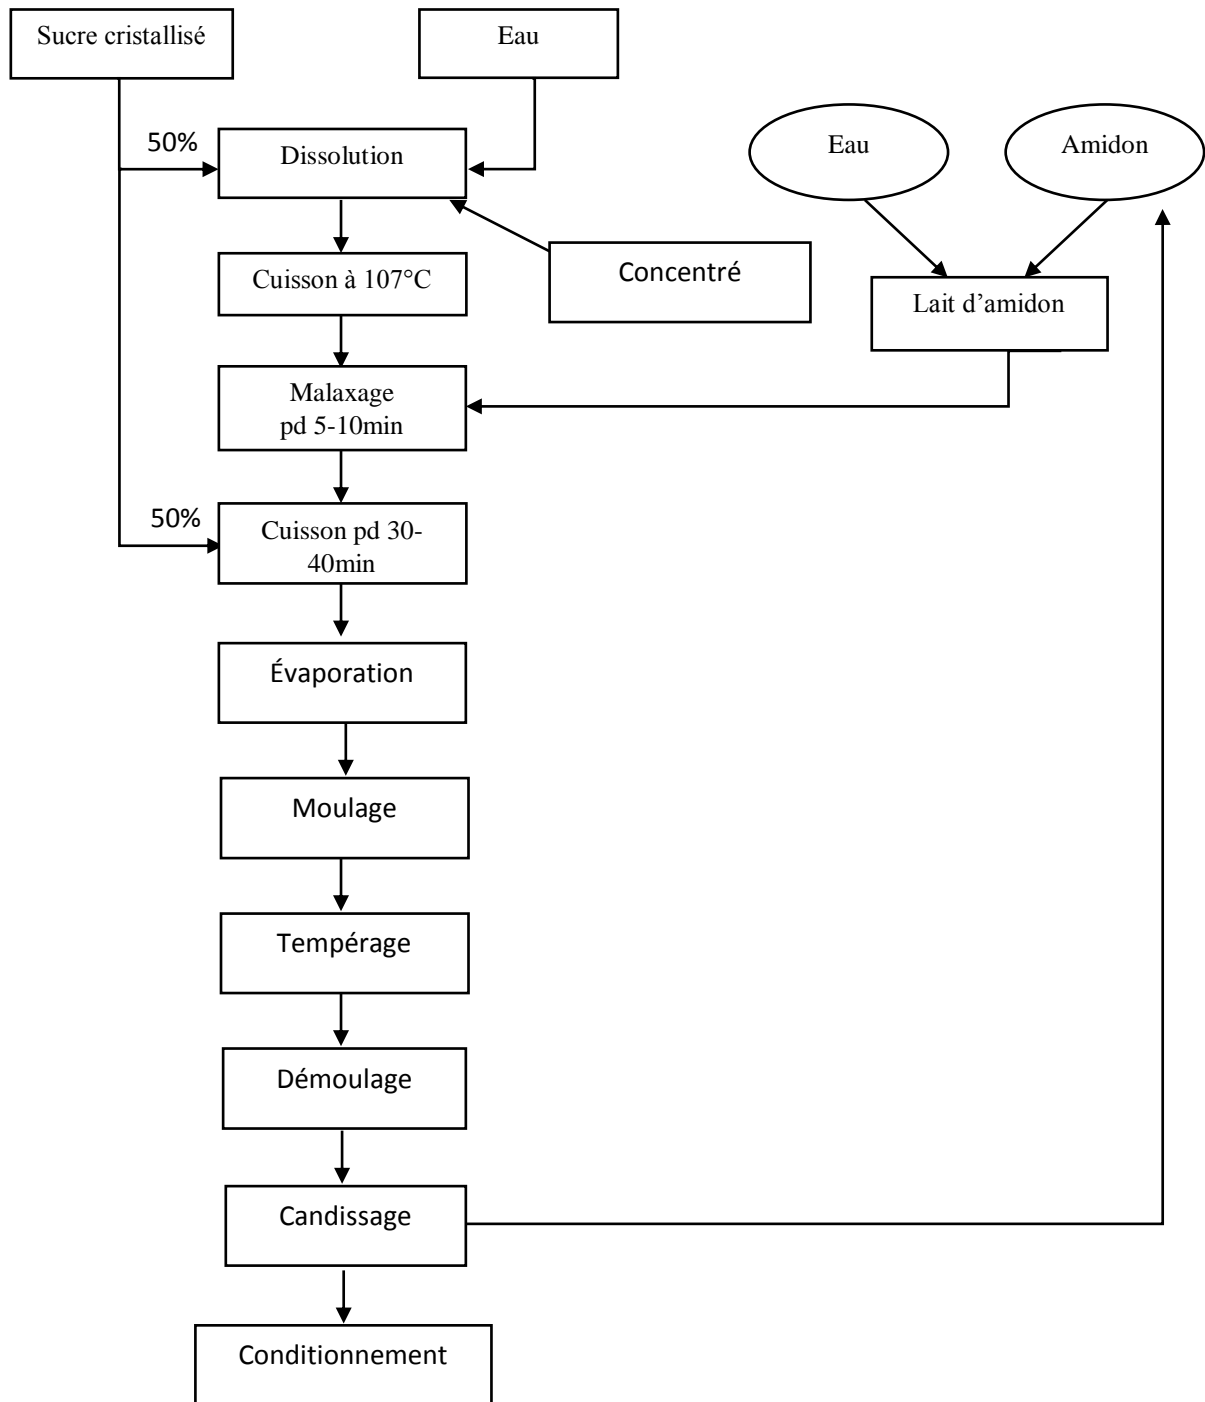 Sucre cristallisé
Eau
50%
Dissolution
Eau
Amidon
Cuisson à 107°C
Concentré
Lait d’amidon
Malaxage
pd 5-10min
50%
Cuisson pd 30-
40min
Évaporation
Moulage
Tempérage
Démoulage
Candissage
Conditionnement